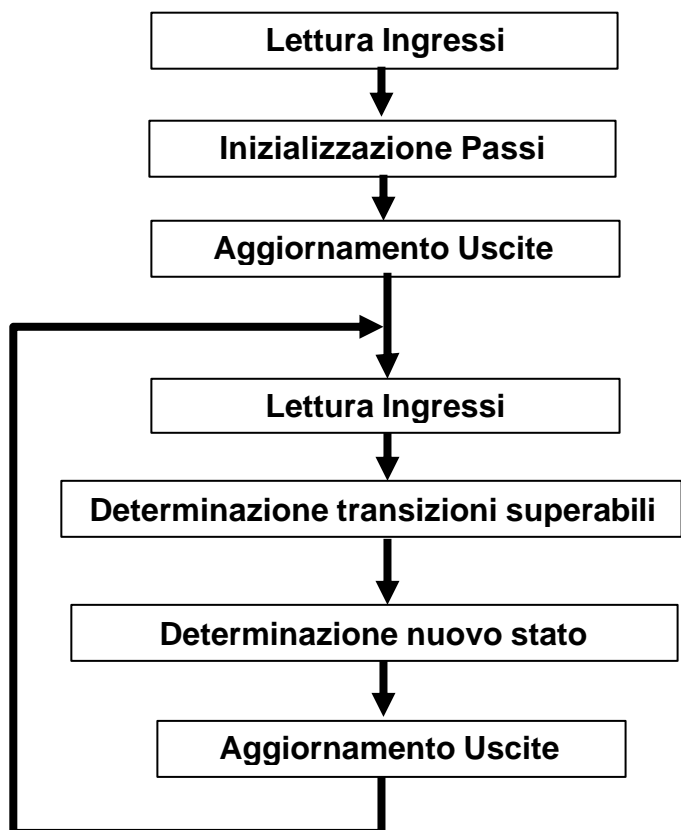 Lettura Ingressi
Inizializzazione Passi
Aggiornamento Uscite
Lettura Ingressi
Determinazione transizioni superabili
Determinazione nuovo stato
Aggiornamento Uscite